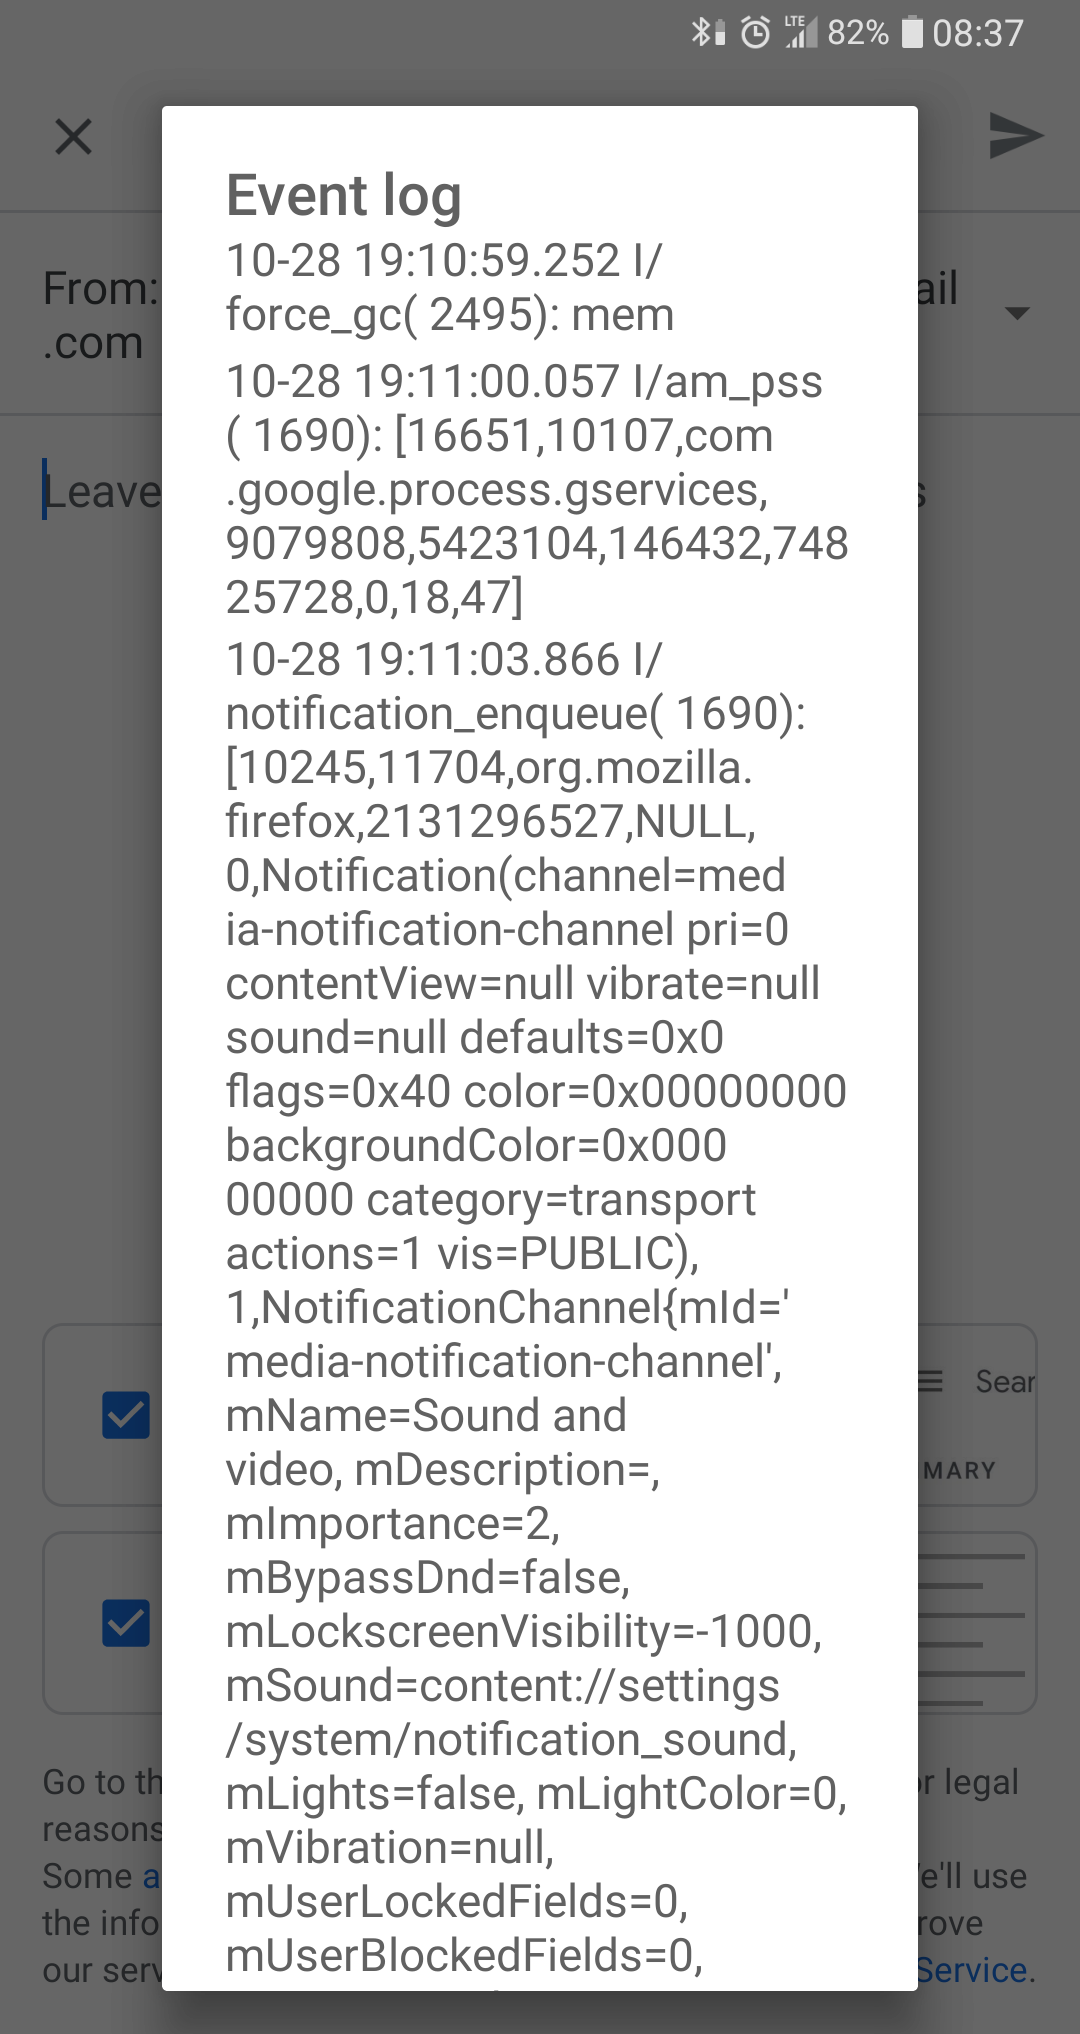 LTE 82% 08:37
Event log
10-28 19:10:59.252 I/
force_gc( 2495): mem
10-28 19:11:00.057 I/am_pss
( 1690): [16651,10107,com
.google.process.gservices,
9079808,5423104,146432,748
25728,0,18,47]
10-28 19:11:03.866 I/
notification_enqueue( 1690):
[10245,11704,org.mozilla.
firefox,2131296527,NULL,
0,Notification(channel=med
ia-notification-channel pri=0
contentView=null vibrate=null
sound=null defaults=0x0
flags=0x40 color=0x00000000
backgroundColor=0x000
00000 category=transport
actions=1 vis=PUBLIC),
1,NotificationChannel{mId='
media-notification-channel',
mName=Sound and
video, mDescription=,
mImportance=2,
mBypassDnd=false,
mLockscreenVisibility=-1000,
mSound=content://settings
/system/notification_sound,
mLights=false, mLightColor=0,
mVibration=null,
mUserLockedFields=0,
mUserBlockedFields=0,
From: ail
.com
Leave s
Sear
MARY
Go to th or legal
reasons
Some a e'll use
the info rove
our serv Service.